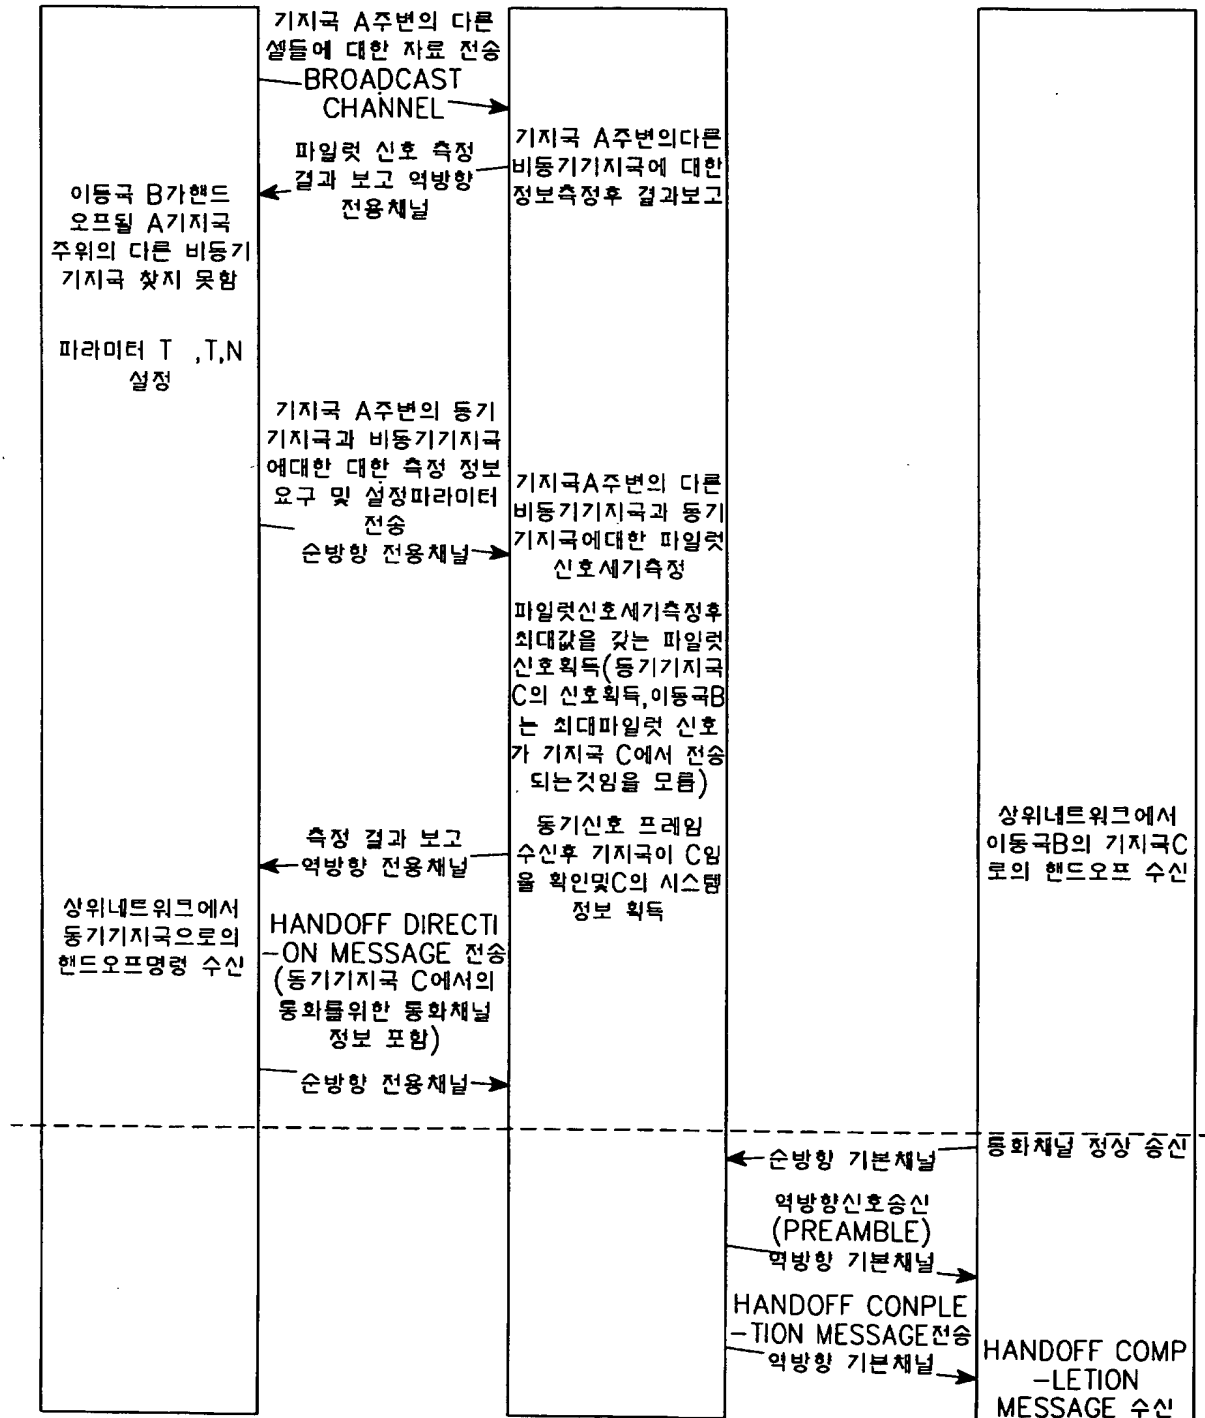 기지국 A주변의 다른
셀들에 대한 자료 전송
BROADCAST
CHANNEL
기지국 A주변의다른
비동기기지국에 대한
정보측정후 결과보고
파일럿 신호 측정
결과 보고 역방향
전용채널
이동국 B가핸드
오프될 A기지국
주위의 다른 비동기
기지국 찾지 못함
파라미터 T ,T,N
설정
기지국 A주변의 동기
기지국과 비동기기지국
에대한 대한 측정 정보
요구 및 설정파라미터
전송
순방향 전용채널
기지국A주변의 다른
비동기기지국과 동기
기지국에대한 파일럿
신호세기측정
파일럿신호세기측정후
최대값을 갖는 파일럿
신호획득(동기기지국
C의 신호획득,이동국B
는 최대파일럿 신호
가 기지국 C에서 전송
되는것임을 모름)
동기신호 프레임
수신후 기지국이 C임
을 확인및C의 시스템
정보 획득
측정 결과 보고
역방향 전용채널
상위네트워크에서
이동국B의 기지국C
로의 핸드오프 수신
상위네트워크에서
동기기지국으로의
핸드오프명령 수신
HANDOFF DIRECTI
-ON MESSAGE 전송
(동기기지국 C에서의
통화를위한 통화채널
정보 포함)
순방향 전용채널
통화채널 정상 송신
순방향 기본채널
역방향신호송신
(PREAMBLE)
역방향 기본채널
HANDOFF CONPLE
-TION MESSAGE전송
역방향 기본채널
HANDOFF COMP
-LETION
MESSAGE 수신